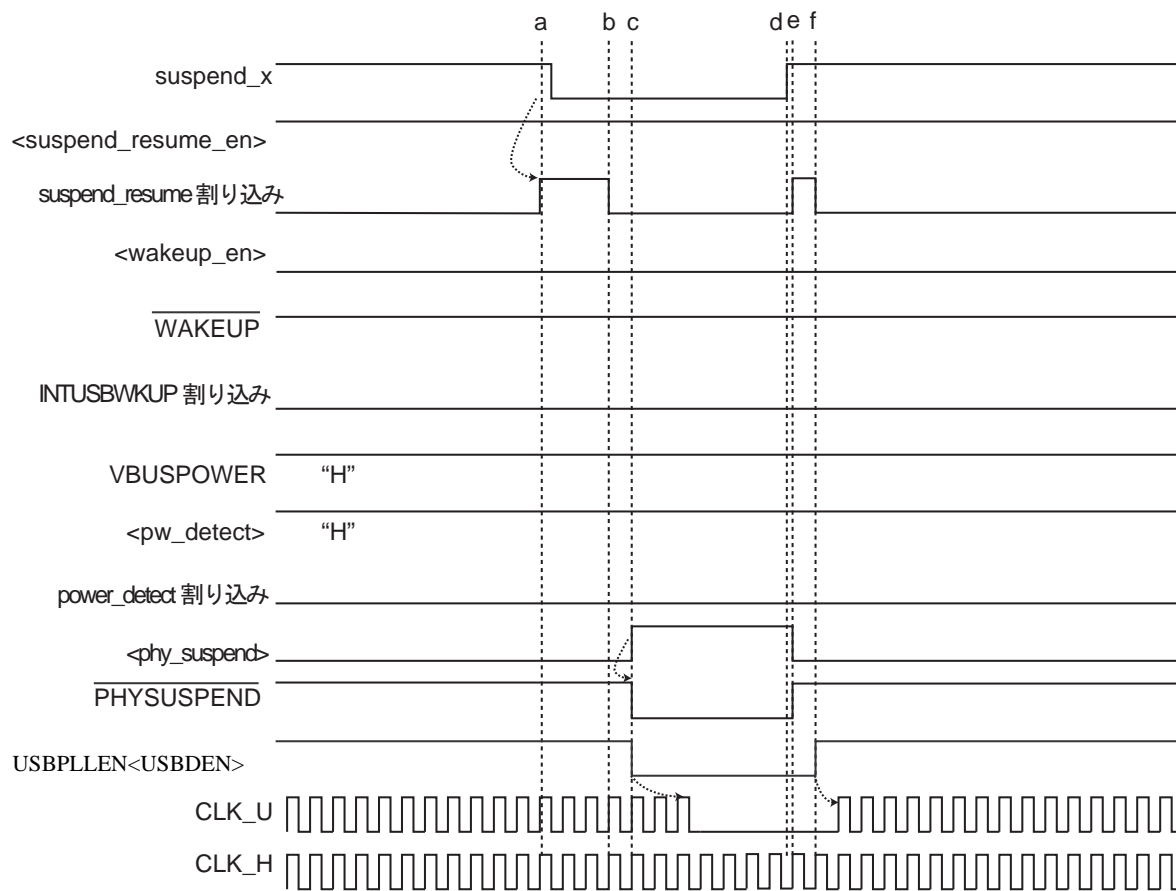 a b c d e f
suspend_x
<suspend_resume_en>
suspend_resume 割り込み
<wakeup_en>
WAKEUP
INTUSBWKUP 割り込み
VBUSPOWER “H”
<pw_detect> “H”
power_detect 割り込み
<phy_suspend>
PHYSUSPEND
USBPLLEN<USBDEN>
CLK_U
CLK_H